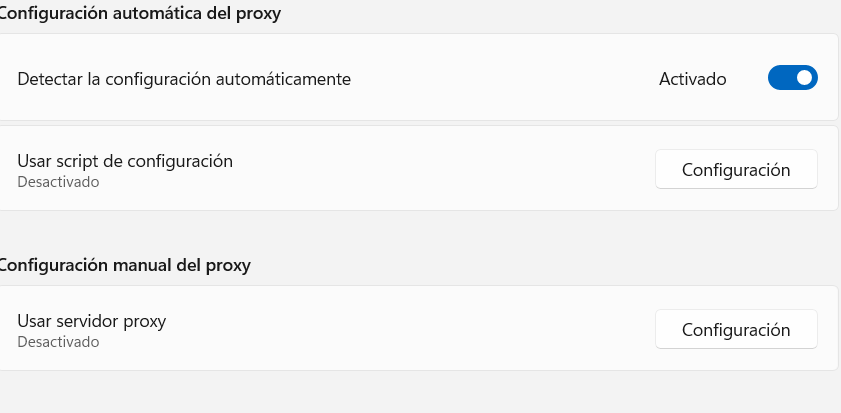 Configuración automática del proxy
Detectar la configuración automáticamente
Activado
Usar script de configuración
Desactivado
Configuración
Configuración manual del proxy
Usar servidor proxy
Desactivado
Configuración